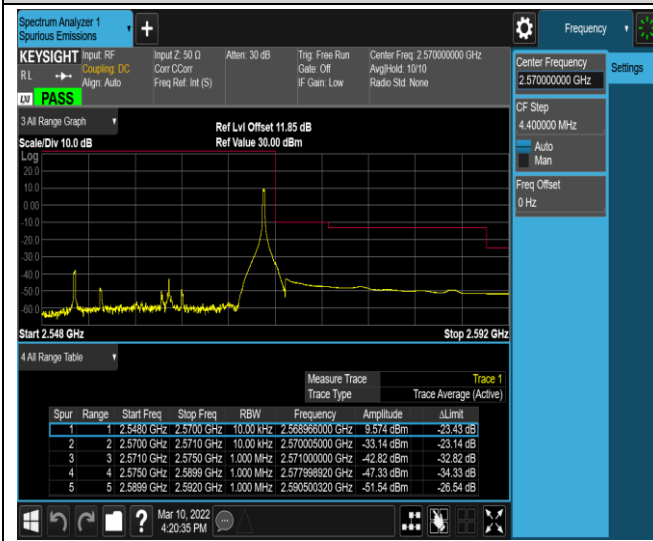 Spectrum Analyzer 1
Spurious Emissions
+
Frequency
KEYSIGHT Input: RF Input Z: 50 Ω Atten: 30 dB Trig: Free Run Center Freq: 2.570000000 GHz
RL Coupling: DC Corr CCorr Gate: Off Avg|Hold: 10/10
Align: Auto Freq Ref: Int (S) IF Gain: Low Radio Std: None
LXI PASS
Center Frequency
2.570000000 GHz
Settings
CF Step
4.400000 MHz
Auto
Man
Freq Offset
0 Hz
3 All Range Graph
Ref Lvl Offset 11.85 dB
Scale/Div 10.0 dB Ref Value 30.00 dBm
Log
20.0
10.0
0.00
-10.0
-20.0
-30.0
-40.0
-50.0
-60.0
Start 2.548 GHz Stop 2.592 GHz
4 All Range Table
Measure Trace Trace 1
Trace Type Trace Average (Active)
Spur Range Start Freq Stop Freq RBW Frequency Amplitude ΔLimit
1 1 2.5480 GHz 2.5700 GHz 10.00 kHz 2.568966000 GHz 9.574 dBm -23.43 dB
2 2 2.5700 GHz 2.5710 GHz 10.00 kHz 2.570005000 GHz -33.14 dBm -23.14 dB
3 3 2.5710 GHz 2.5750 GHz 1.000 MHz 2.571000000 GHz -42.82 dBm -32.82 dB
4 4 2.5750 GHz 2.5899 GHz 1.000 MHz 2.577998920 GHz -47.33 dBm -34.33 dB
5 5 2.5899 GHz 2.5920 GHz 1.000 MHz 2.590500320 GHz -51.54 dBm -26.54 dB
? Mar 10, 2022
4:20:35 PM